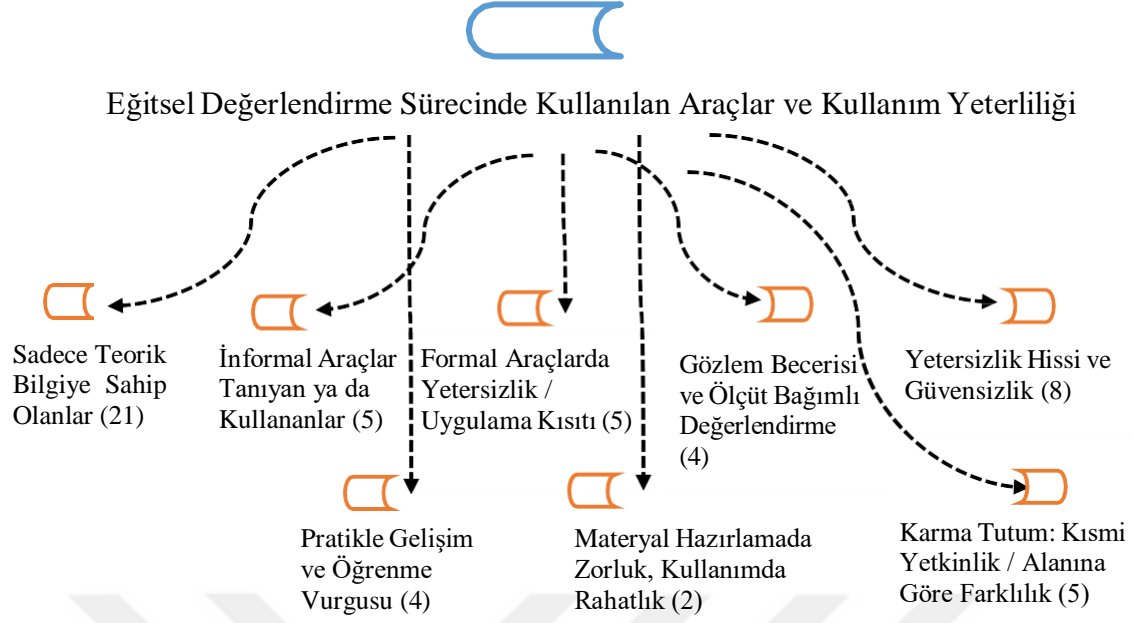 Eğitsel Değerlendirme Sürecinde Kullanılan Araçlar ve Kullanım Yeterliliği
Sadece Teorik
Bilgiye Sahip
Olanlar (21)
İnformal Araçlar
Tanıyan ya da
Kullananlar (5)
Formal Araçlarda
Yetersizlik /
Uygulama Kısıtı (5)
Gözlem Becerisi
ve Ölçüt Bağımlı
Değerlendirme
(4)
Yetersizlik Hissi ve
Güvensizlik (8)
Pratikle Gelişim
ve Öğrenme
Vurgusu (4)
Materyal Hazırlamada
Zorluk, Kullanımda
Rahatlık (2)
Karma Tutum: Kısmi
Yetkinlik / Alanına
Göre Farklılık (5)